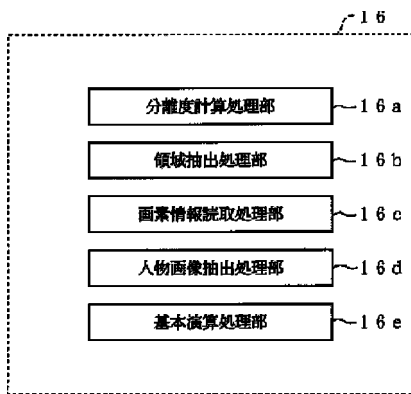 16
分離度計算処理部 16a
領域抽出処理部 16b
画素情報読取処理部 16c
人物画像抽出処理部 16d
基本演算処理部 16e